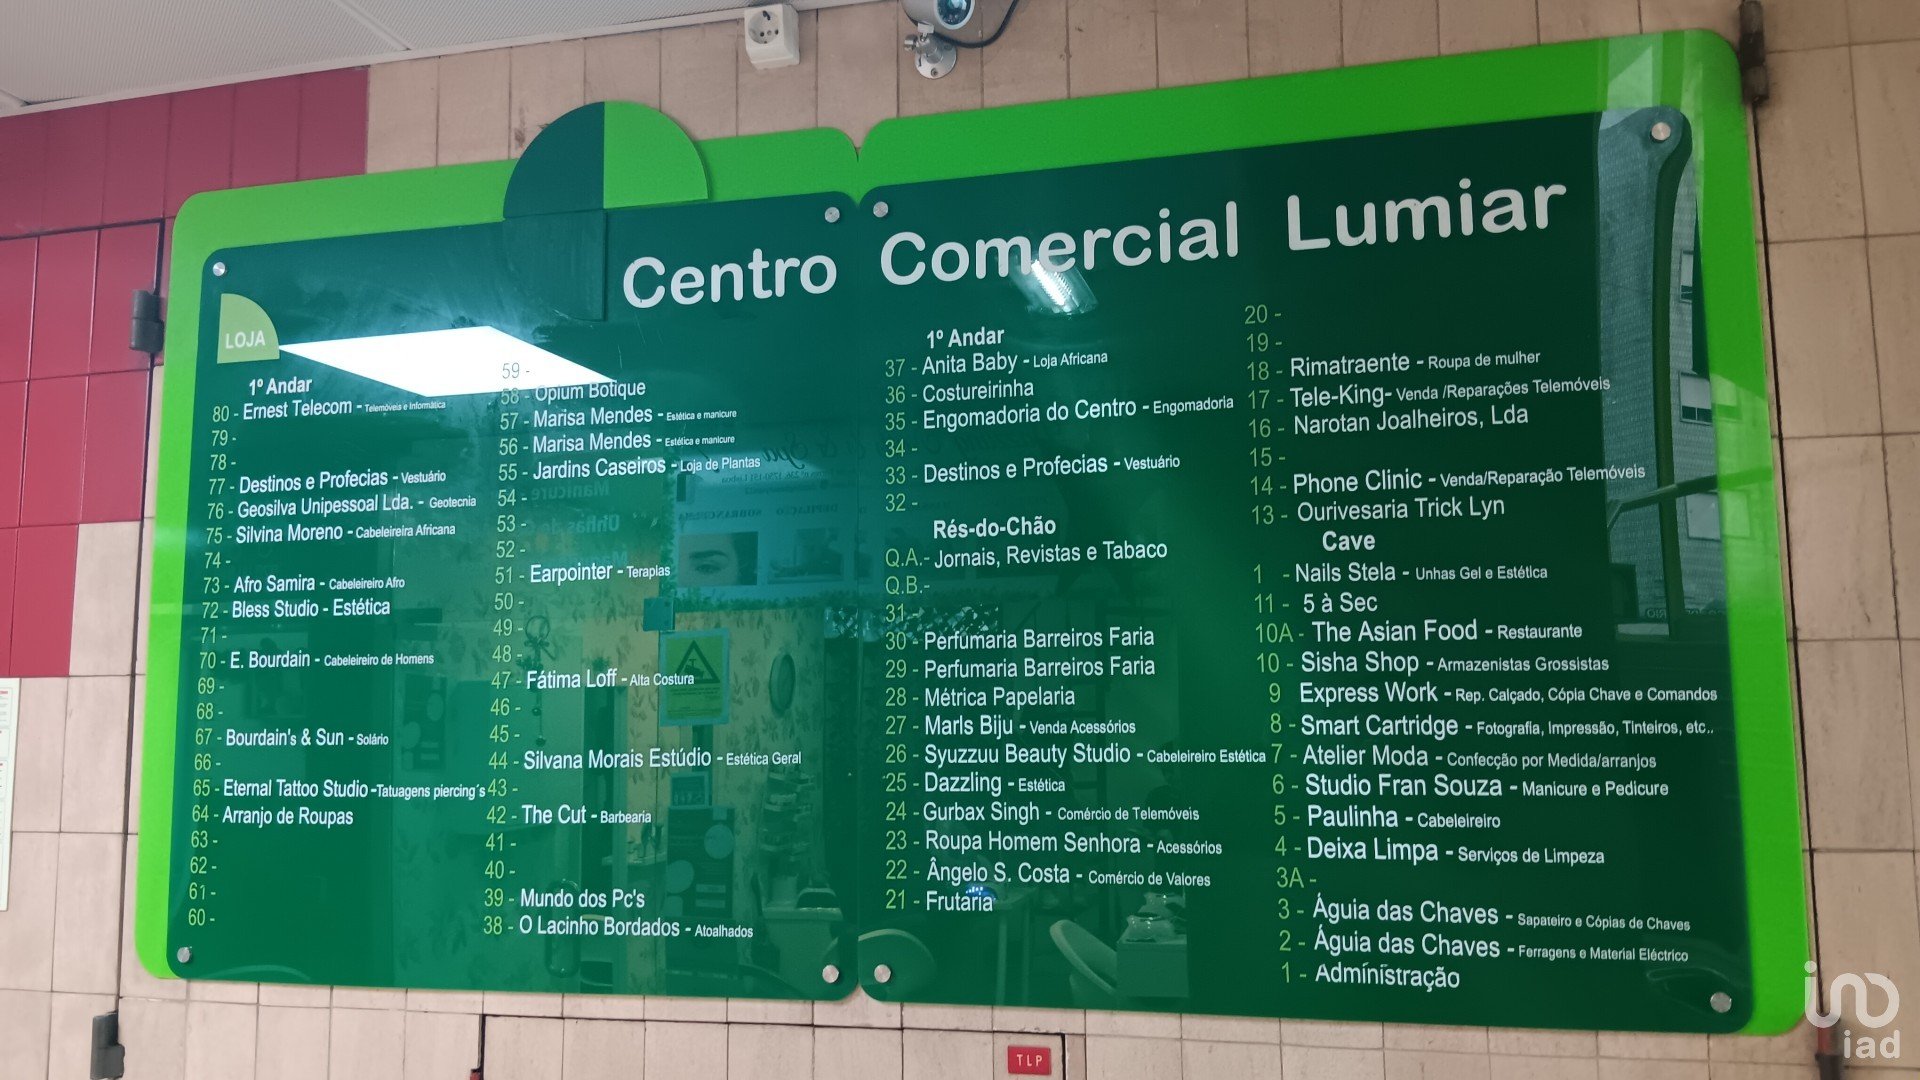 Centro Comercial Lumiar
LOJA
1º Andar
80 - Ernest Telecom - Telemóveis e Informática
79 -
78 -
77 - Destinos e Profecias - Vestuário
76 - Geosilva Unipessoal Lda. - Geotecnia
75 - Silvina Moreno - Cabeleireira Africana
74 -
73 - Afro Samira - Cabeleireiro Afro
72 - Bless Studio - Estética
71 -
70 - E. Bourdain - Cabeleireiro de Homens
69 -
68 -
67 - Bourdain's & Sun - Solário
66 -
65 - Eternal Tattoo Studio -Tatuagens piercing´s
64 - Arranjo de Roupas
63 -
62 -
61 -
60 -
59 -
58 - Opium Botique
57 - Marisa Mendes - Estética e manicure
56 - Marisa Mendes - Estética e manicure
55 - Jardins Caseiros - Loja de Plantas
54 -
53 -
52 -
51 - Earpointer - Terapias
50 -
49 -
48 -
47 - Fátima Loff - Alta Costura
46 -
45 -
44 - Silvana Morais Estúdio - Estética Geral
43 -
42 - The Cut - Barbearia
41 -
40 -
39 - Mundo dos Pc's
38 - O Lacinho Bordados - Atoalhados
1º Andar
37 - Anita Baby - Loja Africana
36 - Costureirinha
35 - Engomadoria do Centro - Engomadoria
34 -
33 - Destinos e Profecias - Vestuário
32 -
Rés-do-Chão
Q.A.- Jornais, Revistas e Tabaco
Q.B.-
31 -
30 - Perfumaria Barreiros Faria
29 - Perfumaria Barreiros Faria
28 - Métrica Papelaria
27 - Marls Biju - Venda Acessórios
26 - Syuzzuu Beauty Studio - Cabeleireiro Estética
25 - Dazzling - Estética
24 - Gurbax Singh - Comércio de Telemóveis
23 - Roupa Homem Senhora - Acessórios
22 - Ângelo S. Costa - Comércio de Valores
21 - Frutaria
20 -
19 -
18 - Rimatraente - Roupa de mulher
17 - Tele-King- Venda /Reparações Telemóveis
16 - Narotan Joalheiros, Lda
15 -
14 - Phone Clinic - Venda/Reparação Telemóveis
13 - Ourivesaria Trick Lyn
Cave
1 - Nails Stela - Unhas Gel e Estética
11 - 5 à Sec
10A - The Asian Food - Restaurante
10 - Sisha Shop - Armazenistas Grossistas
9 Express Work - Rep. Calçado, Cópia Chave e Comandos
8 - Smart Cartridge - Fotografia, Impressão, Tinteiros, etc..
7 - Atelier Moda - Confecção por Medida/arranjos
6 - Studio Fran Souza - Manicure e Pedicure
5 - Paulinha - Cabeleireiro
4 - Deixa Limpa - Serviços de Limpeza
3A -
3 - Águia das Chaves - Sapateiro e Cópias de Chaves
2 - Águia das Chaves - Ferragens e Material Eléctrico
1 - Administração
TLP
iad